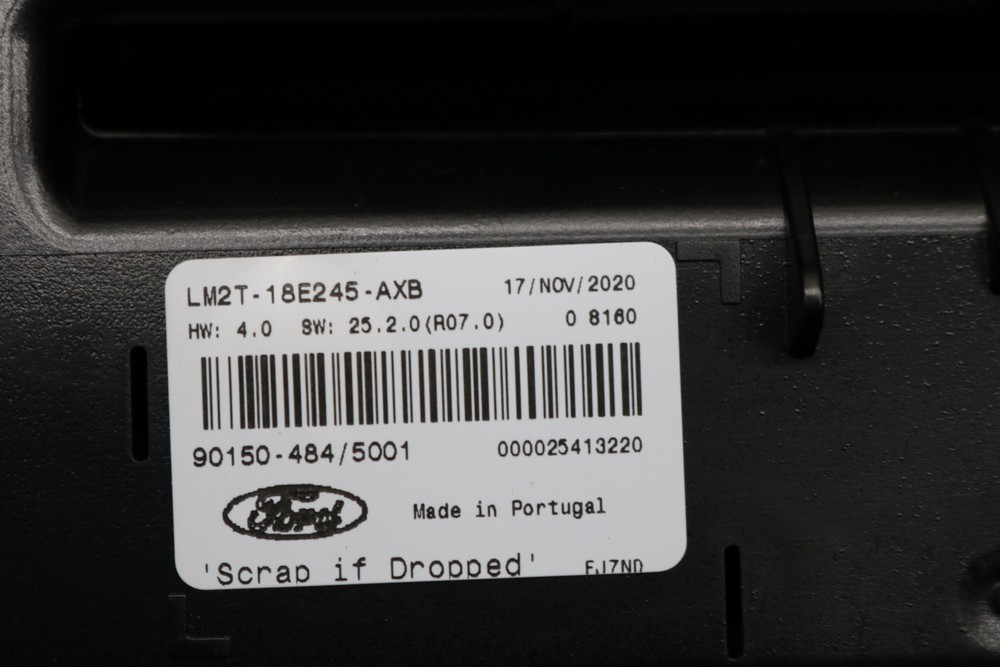 LM2T-18E245-AXB 17/NOV/2020
HW: 4.0 SW: 25.2.0(R07.0) 0 8160
90150-484/5001 000025413220
Ford Made in Portugal
'Scrap if Dropped' FJ7ND